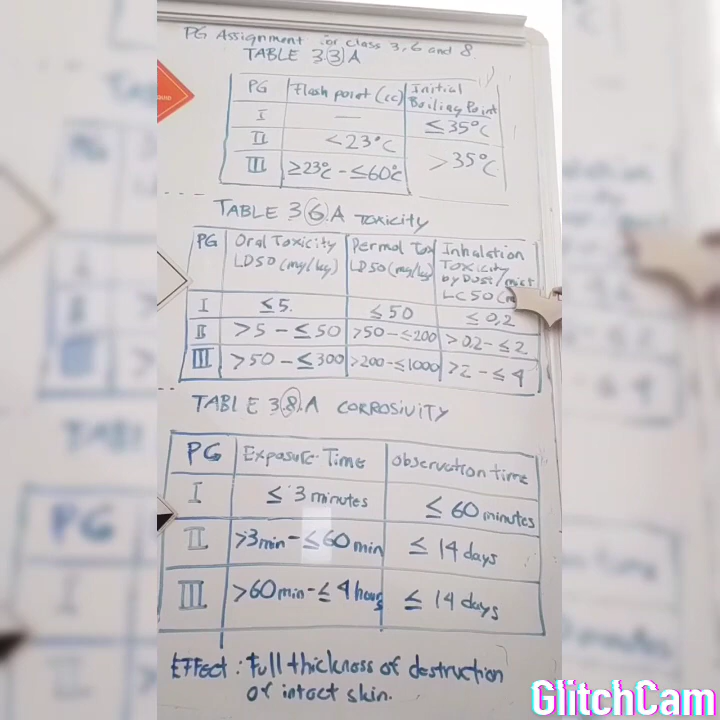 PG Assignment for Class 3, 6 and 8.
TABLE 3.3.A
PG Flash point (cc) Initial Boiling Point
I — ≤35°C
II <23°C >35°C
III ≥23°C - ≤60°C
TABLE 3.6.A TOXICITY
PG Oral Toxicity LD50 (mg/kg) Dermal Tox LD50 (mg/kg) Inhalation Toxicity by Dust/mist LC50
I ≤5. ≤50 ≤0,2
II >5 - ≤50 >50 - ≤200 >0.2 - ≤2
III >50 - ≤300 >200 - ≤1000 >2 - ≤4
TABLE 3.8.A CORROSIVITY
PG Exposure Time Observation time
I ≤ 3 minutes ≤ 60 minutes
II >3min - ≤60 min ≤ 14 days
III >60min - ≤ 4 hours ≤ 14 days
Effect : Full thickness of destruction
of intact skin.
GlitchCam